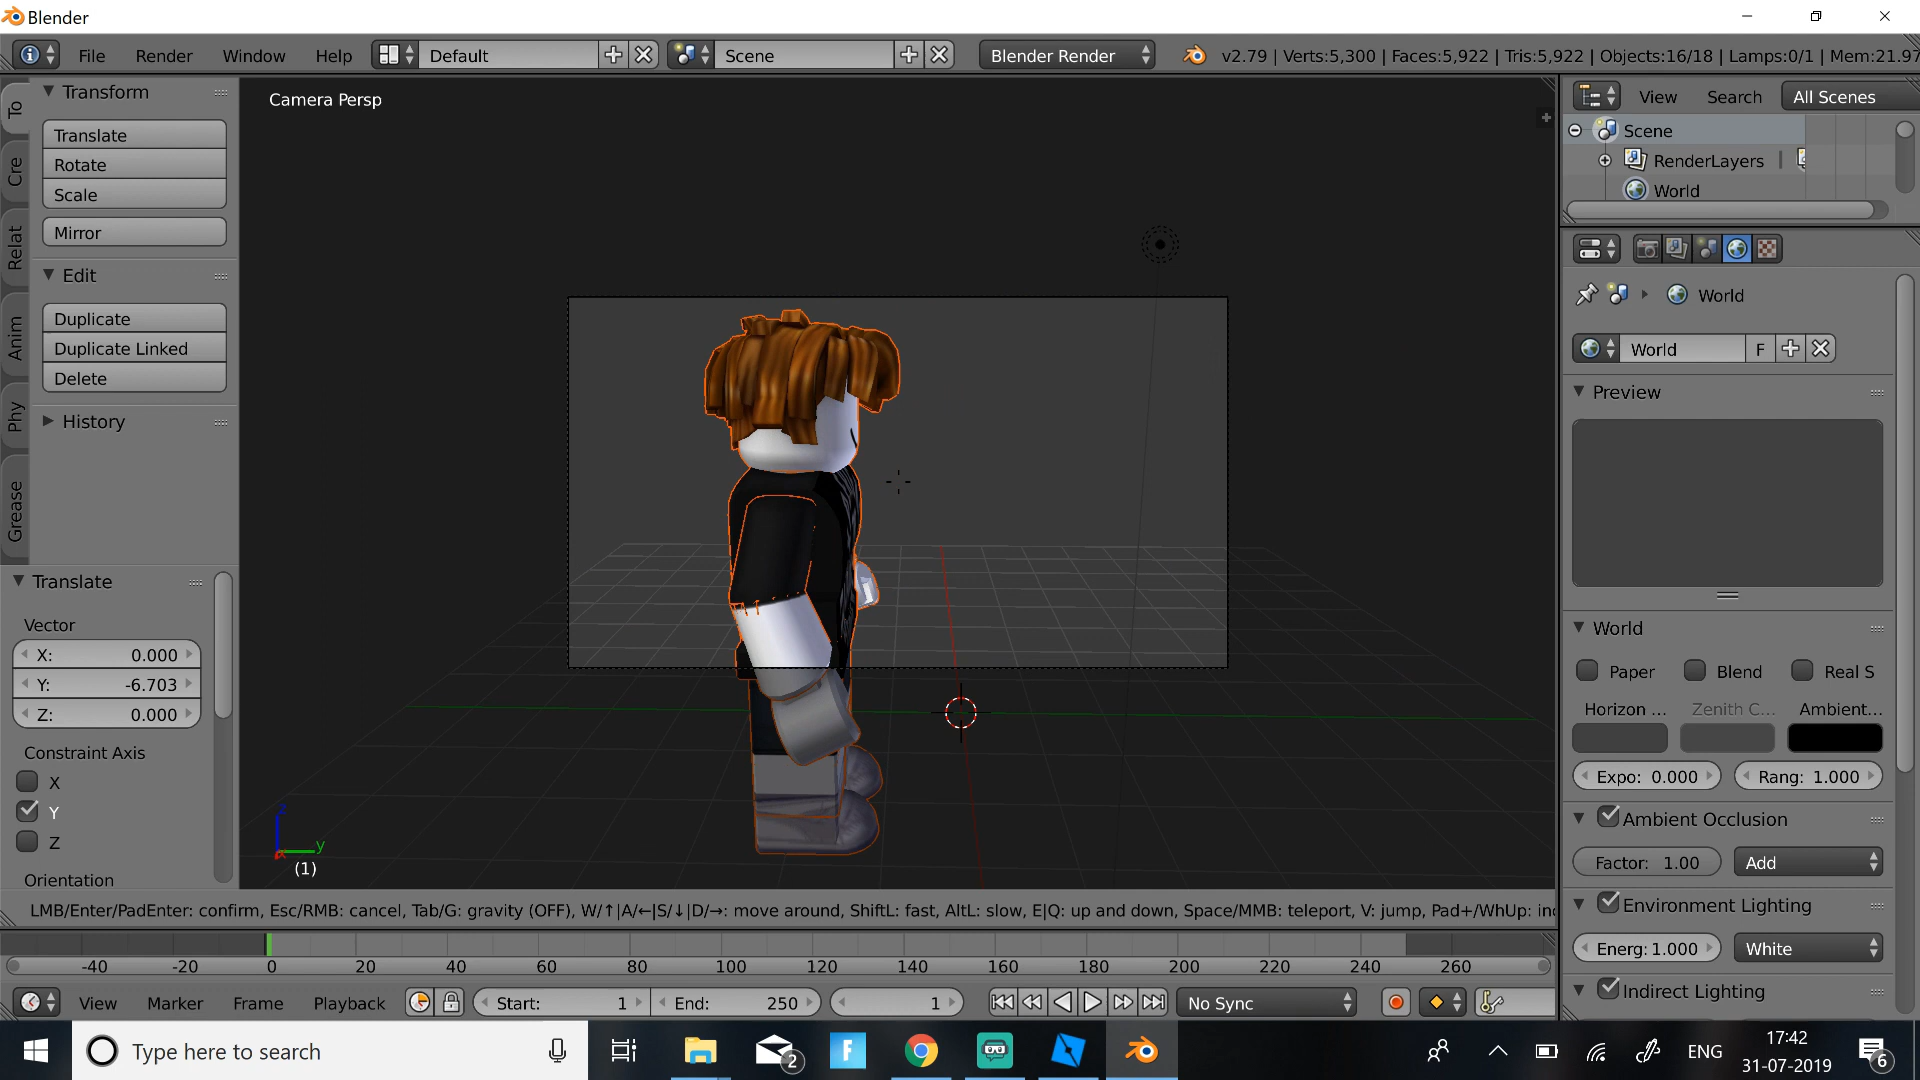 Blender
File Render Window Help Default Scene Blender Render v2.79 | Verts:5,300 | Faces:5,922 | Tris:5,922 | Objects:16/18 | Lamps:0/1 | Mem:21.97
To
Cre
Relat
Anim
Phy
Grease
Transform
Translate
Rotate
Scale
Mirror
Edit
Duplicate
Duplicate Linked
Delete
History
Translate
Vector
X: 0.000
Y: -6.703
Z: 0.000
Constraint Axis
X
Y
Z
Orientation
Camera Persp
z
y
x
(1)
LMB/Enter/PadEnter: confirm, Esc/RMB: cancel, Tab/G: gravity (OFF), W/↑|A/←|S/↓|D/→: move around, ShiftL: fast, AltL: slow, E|Q: up and down, Space/MMB: teleport, V: jump, Pad+/WhUp: in
View Search All Scenes
Scene
RenderLayers |
World
World
World F
Preview
World
Paper Blend Real S
Horizon ... Zenith C... Ambient...
Expo: 0.000 Rang: 1.000
Ambient Occlusion
Factor: 1.00 Add
Environment Lighting
Energ: 1.000 White
Indirect Lighting
-40 -20 0 20 40 60 80 100 120 140 160 180 200 220 240 260
View Marker Frame Playback Start: 1 End: 250 1 No Sync
Type here to search
2
F
ENG
17:42
31-07-2019
6